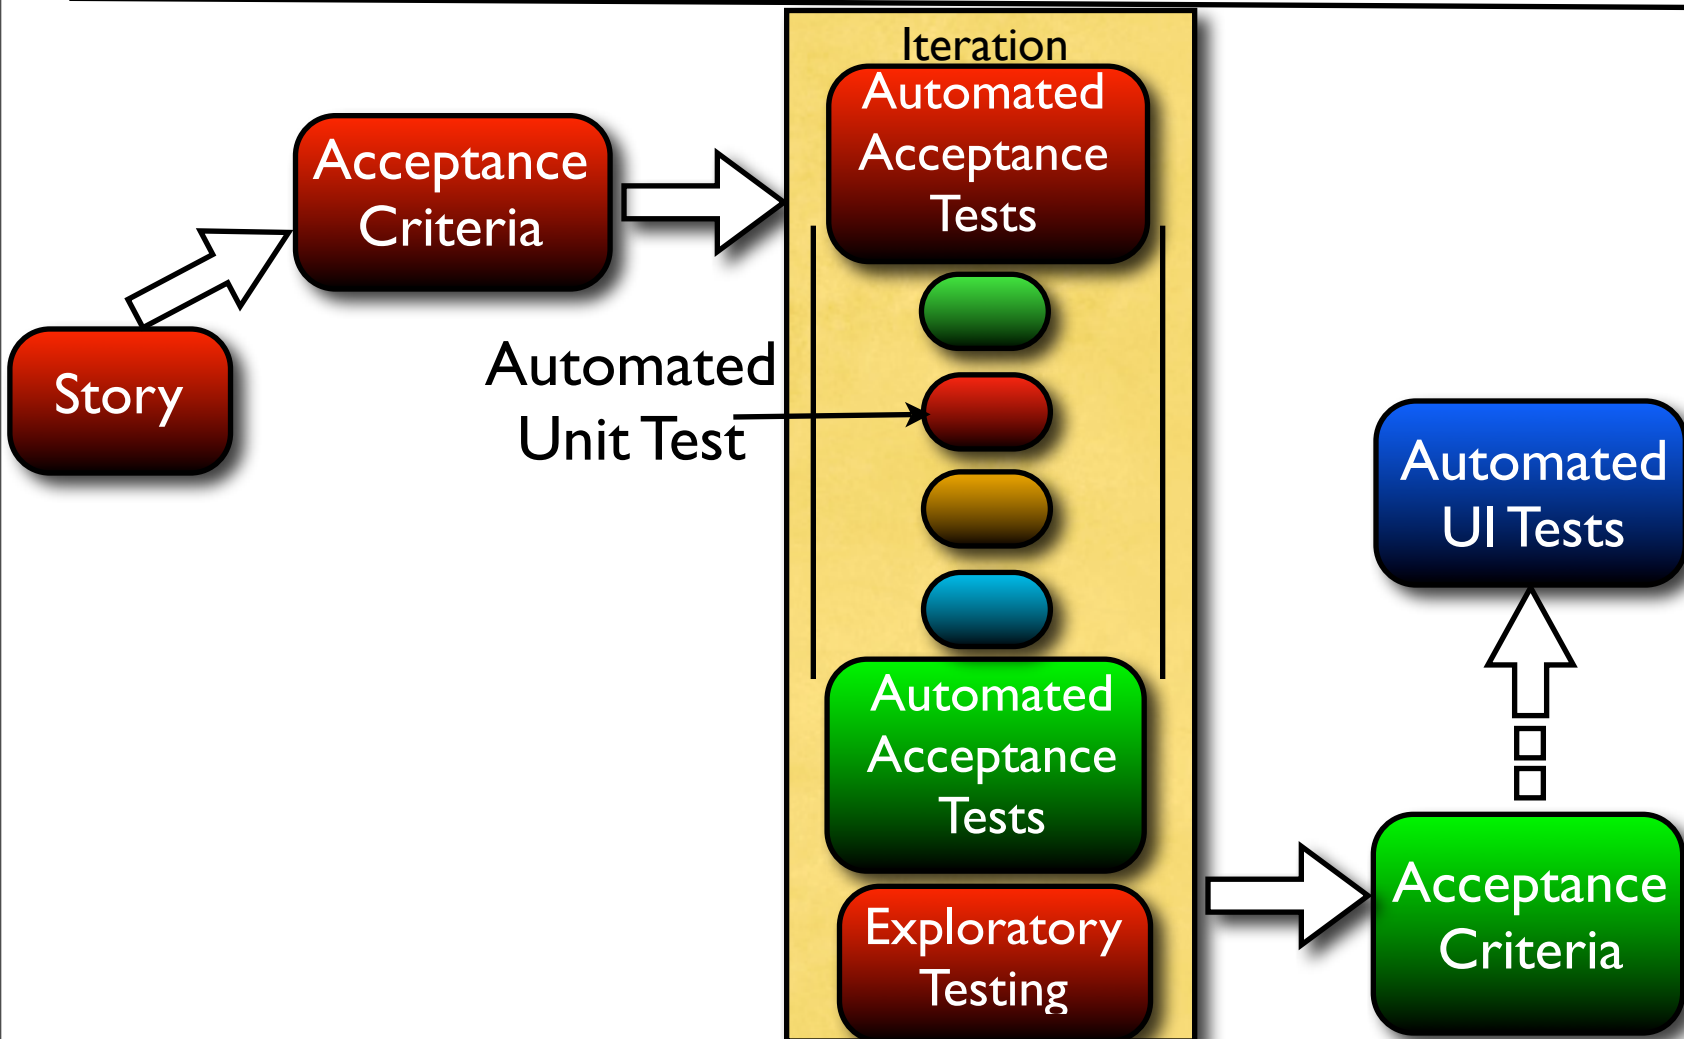 Iteration
Automated
Acceptance
Tests
Acceptance
Criteria
Story
Automated
Unit Test
Automated
UI Tests
Automated
Acceptance
Tests
Exploratory
Testing
Acceptance
Criteria